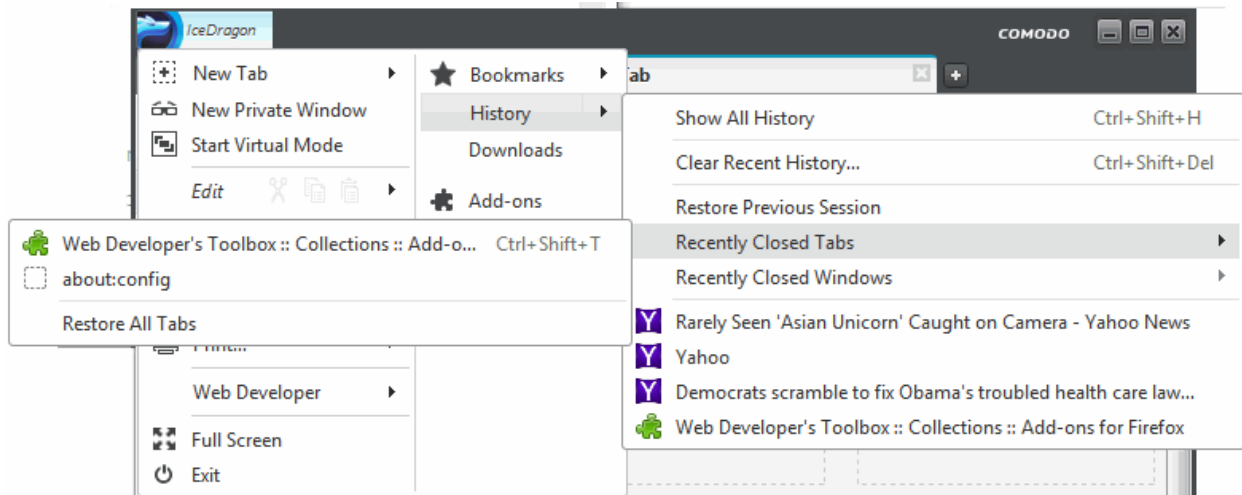 IceDragon
COMODO
New Tab
Bookmarks
ab
New Private Window
History
Show All History Ctrl+Shift+H
Start Virtual Mode
Downloads
Clear Recent History... Ctrl+Shift+Del
Edit
Add-ons
Restore Previous Session
Web Developer's Toolbox :: Collections :: Add-o... Ctrl+Shift+T
Recently Closed Tabs
about:config
Recently Closed Windows
Restore All Tabs
Rarely Seen 'Asian Unicorn' Caught on Camera - Yahoo News
Print...
Yahoo
Web Developer
Democrats scramble to fix Obama's troubled health care law...
Full Screen
Web Developer's Toolbox :: Collections :: Add-ons for Firefox
Exit